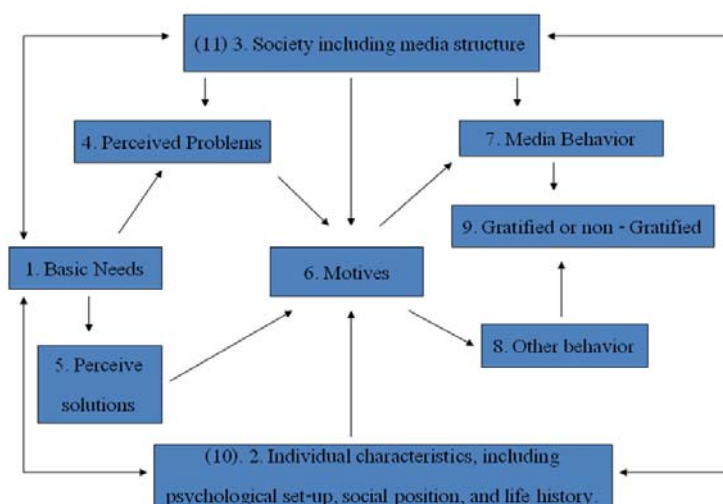 (11) 3. Society including media structure
4. Perceived Problems
7. Media Behavior
9. Gratified or non - Gratified
1. Basic Needs
6. Motives
8. Other behavior
5. Perceive
solutions
(10). 2. Individual characteristics, including
psychological set-up, social position, and life history.